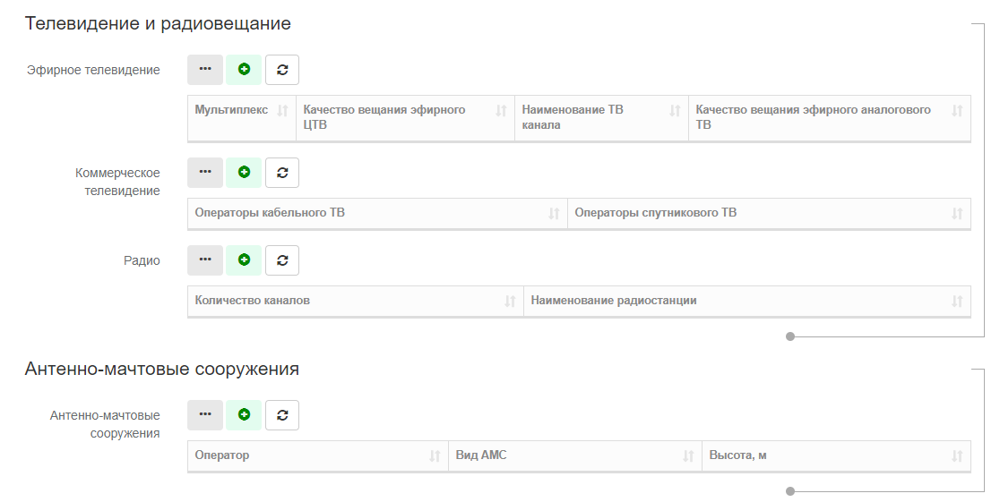 Телевидение и радиовещание
Эфирное телевидение
Мультиплекс
Качество вещания эфирного
ЦТВ
Наименование ТВ
канала
Качество вещания эфирного аналогового
ТВ
Коммерческое
телевидение
Операторы кабельного ТВ
Операторы спутникового ТВ
Радио
Количество каналов
Наименование радиостанции
Антенно-мачтовые сооружения
Антенно-мачтовые
сооружения
Оператор
Вид АМС
Высота, м